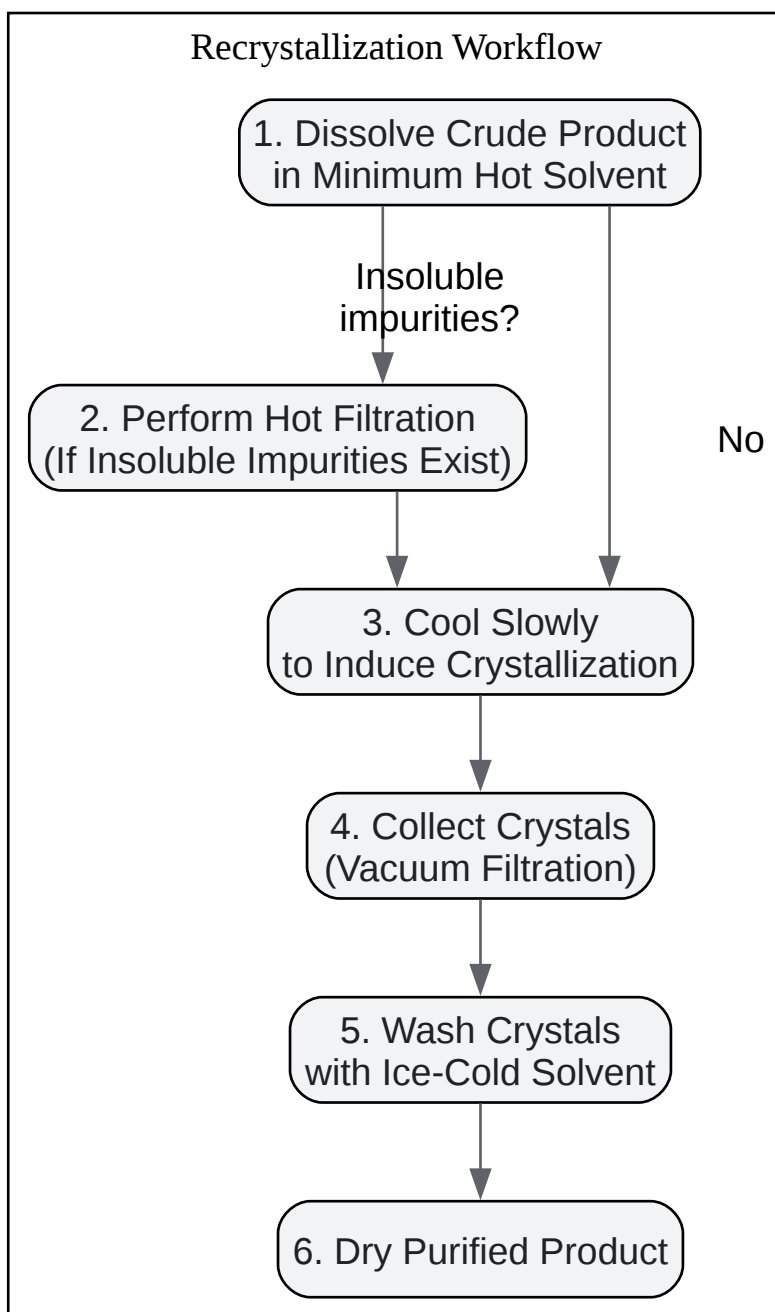 Recrystallization Workflow
1. Dissolve Crude Product
in Minimum Hot Solvent
Insoluble
impurities?
2. Perform Hot Filtration
(If Insoluble Impurities Exist)
No
3. Cool Slowly
to Induce Crystallization
4. Collect Crystals
(Vacuum Filtration)
5. Wash Crystals
with Ice-Cold Solvent
6. Dry Purified Product